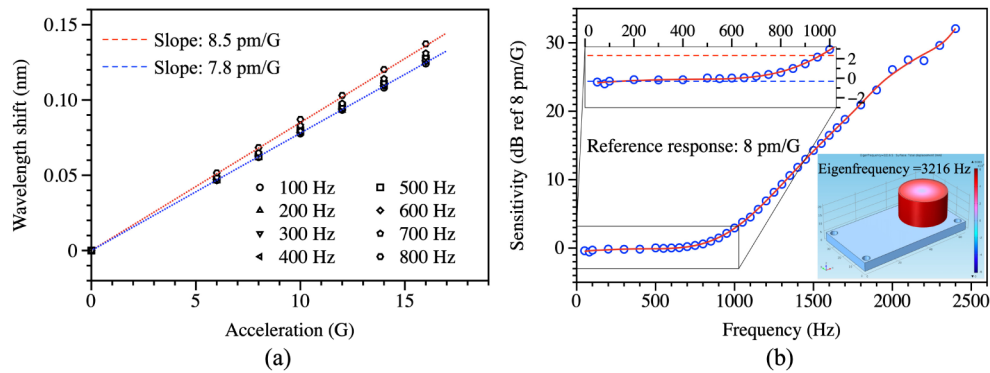 (a)
0.15
0.10
0.05
0
Wavelength shift (nm)
Slope: 8.5 pm/G
Slope: 7.8 pm/G
100 Hz
200 Hz
300 Hz
400 Hz
500 Hz
600 Hz
700 Hz
800 Hz
0 5 10 15
Acceleration (G)
(a)
(b)
30
20
10
0
Sensitivity (dB ref 8 pm/G)
0 200 400 600 800 1000
2
0
−2
Reference response: 8 pm/G
Eigenfrequency =3216 Hz
0 500 1000 1500 2000 2500
Frequency (Hz)
(b)